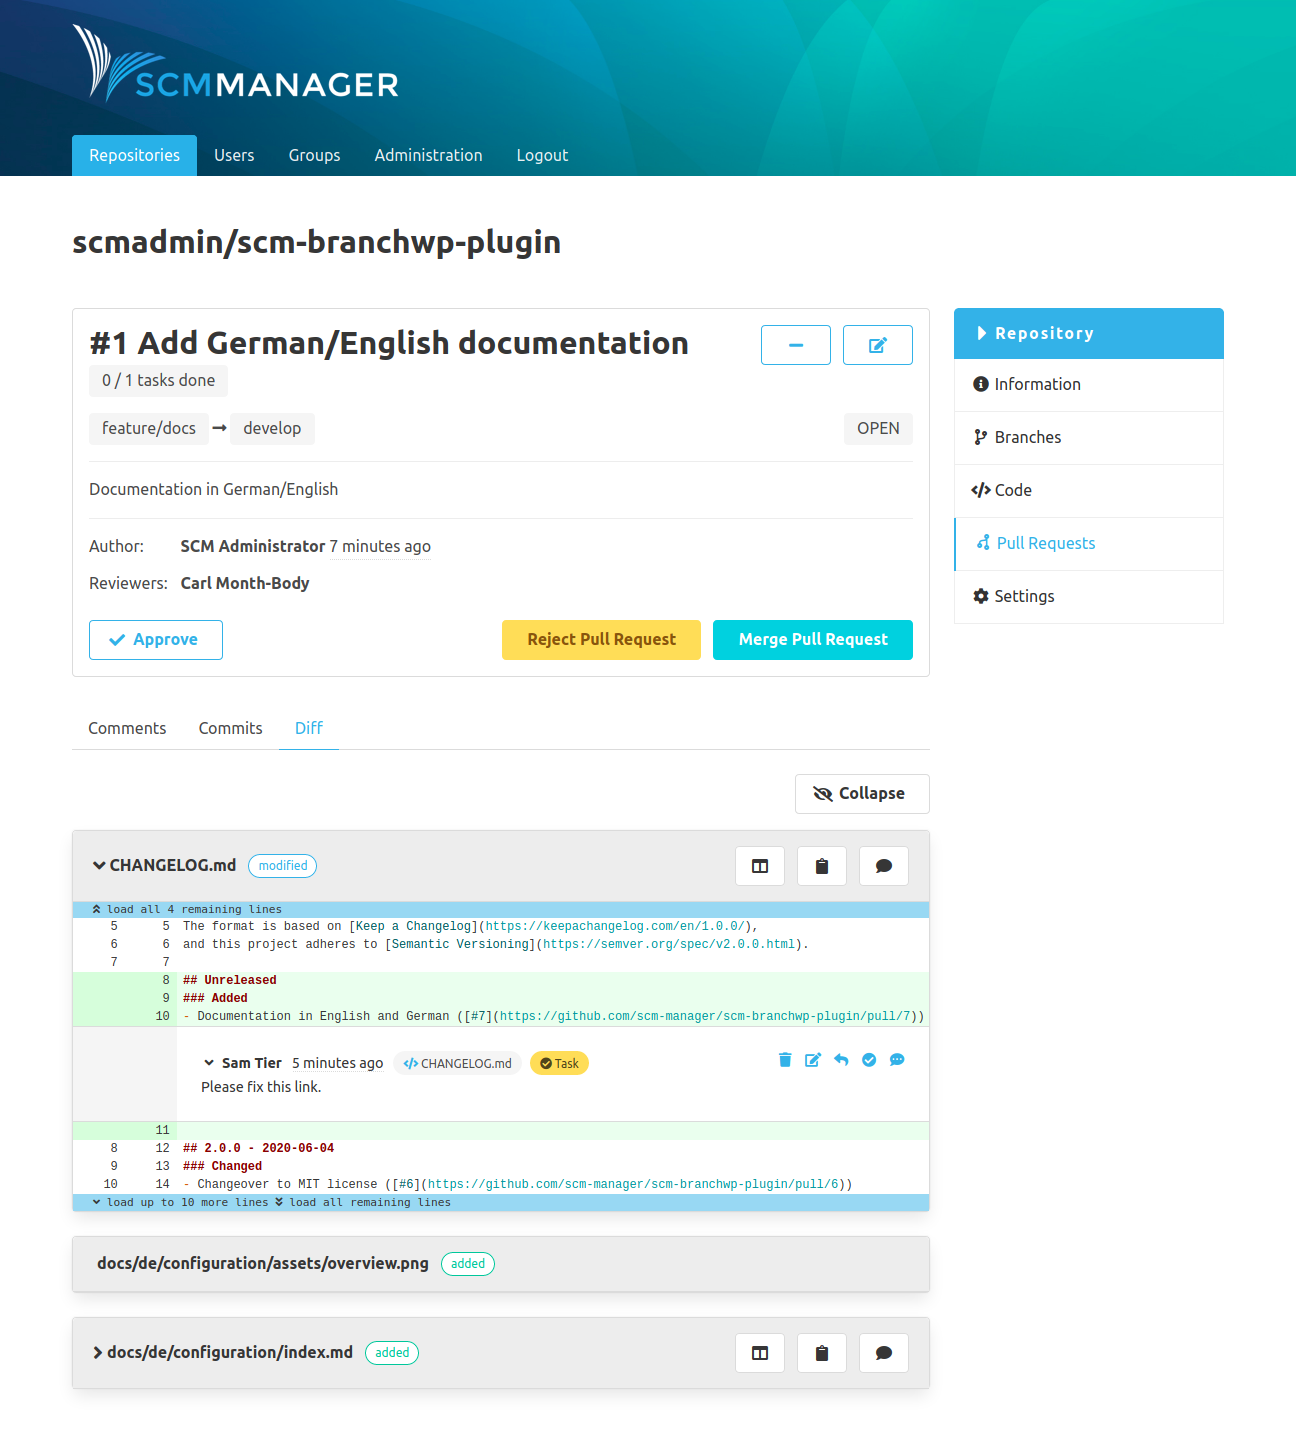 SCMMANAGER
Repositories Users Groups Administration Logout
scmadmin/scm-branchwp-plugin
#1 Add German/English documentation
0 / 1 tasks done
feature/docs develop OPEN
Documentation in German/English
Author: SCM Administrator 7 minutes ago
Reviewers: Carl Month-Body
Approve Reject Pull Request Merge Pull Request
Repository
Information
Branches
Code
Pull Requests
Settings
Comments Commits Diff
Collapse
CHANGELOG.md modified
load all 4 remaining lines
5 5 The format is based on [Keep a Changelog](https://keepachangelog.com/en/1.0.0/),
6 6 and this project adheres to [Semantic Versioning](https://semver.org/spec/v2.0.0.html).
7 7
8 ## Unreleased
9 ### Added
10 - Documentation in English and German ([#7](https://github.com/scm-manager/scm-branchwp-plugin/pull/7))
Sam Tier 5 minutes ago CHANGELOG.md Task
Please fix this link.
11
8 12 ## 2.0.0 - 2020-06-04
9 13 ### Changed
10 14 - Changeover to MIT license ([#6](https://github.com/scm-manager/scm-branchwp-plugin/pull/6))
load up to 10 more lines load all remaining lines
docs/de/configuration/assets/overview.png added
docs/de/configuration/index.md added